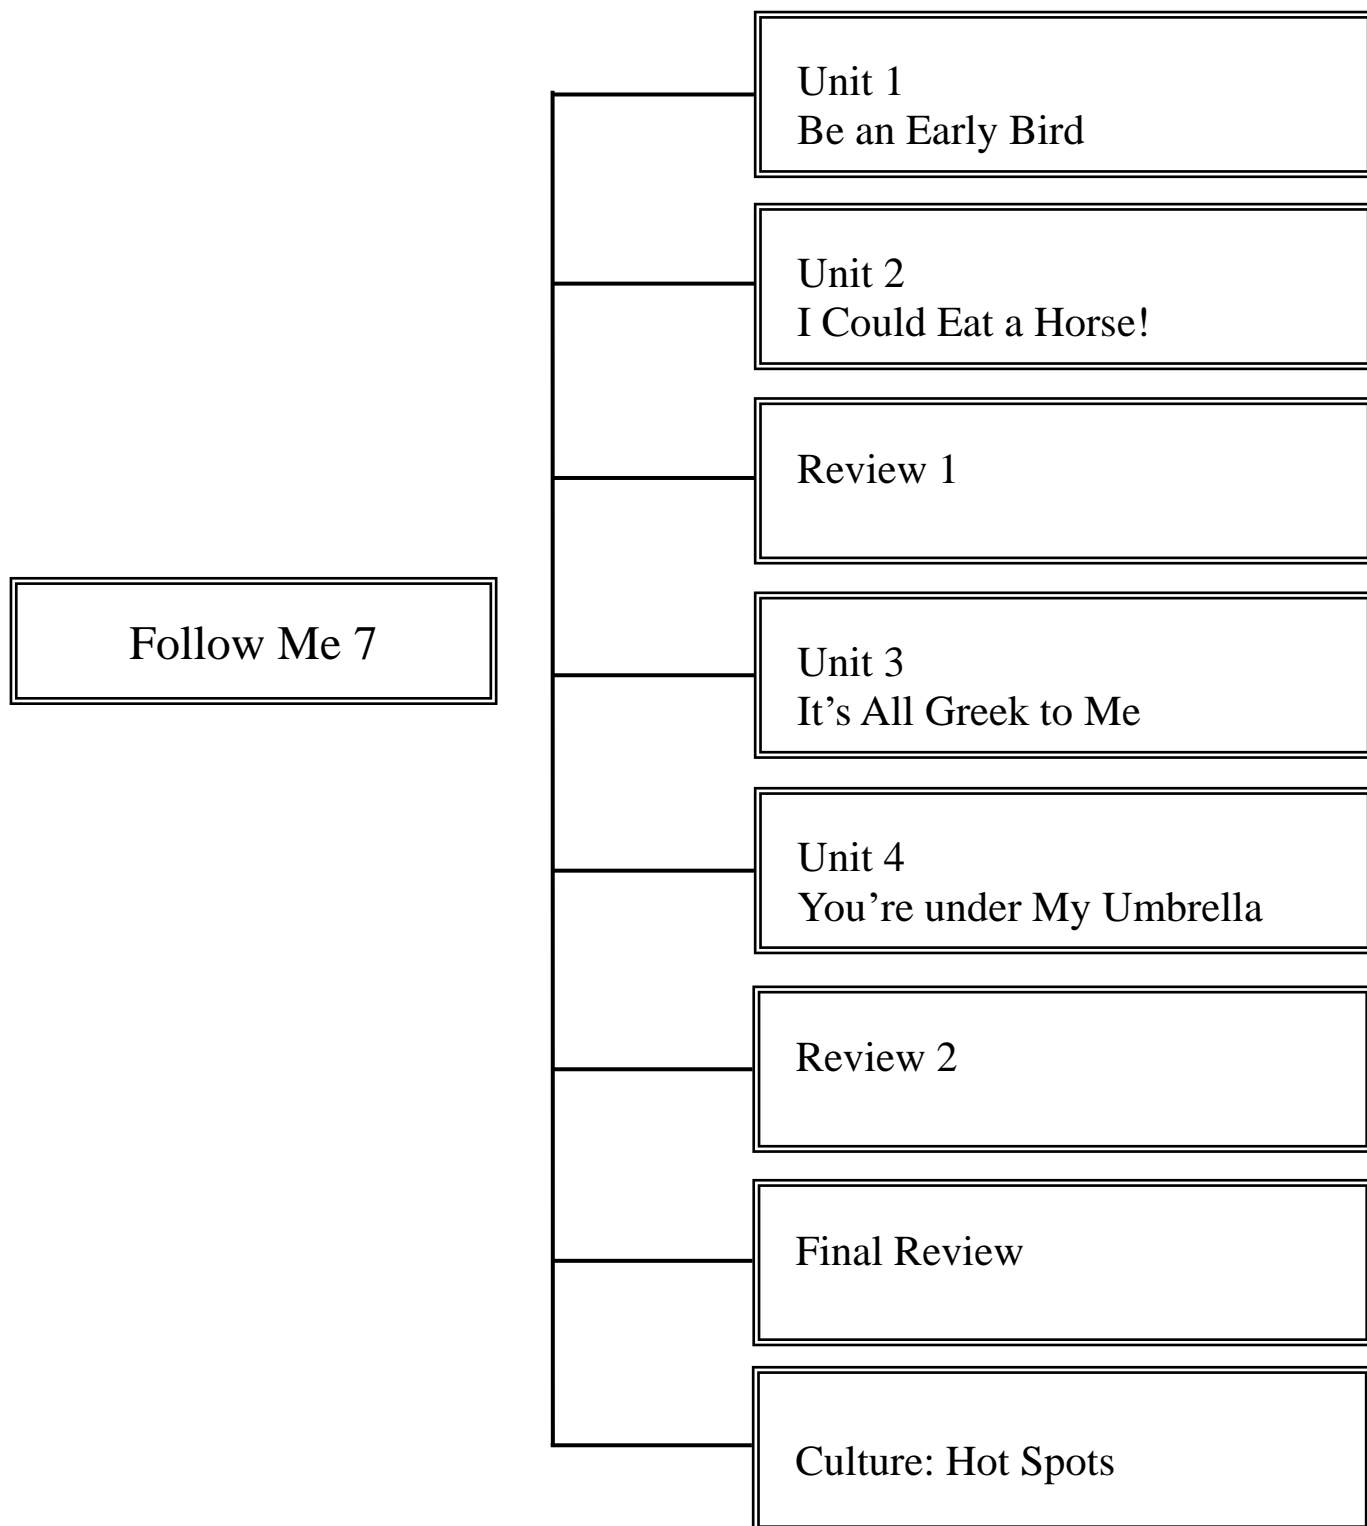 Follow Me 7
Unit 1
Be an Early Bird
Unit 2
I Could Eat a Horse!
Review 1
Unit 3
It’s All Greek to Me
Unit 4
You’re under My Umbrella
Review 2
Final Review
Culture: Hot Spots